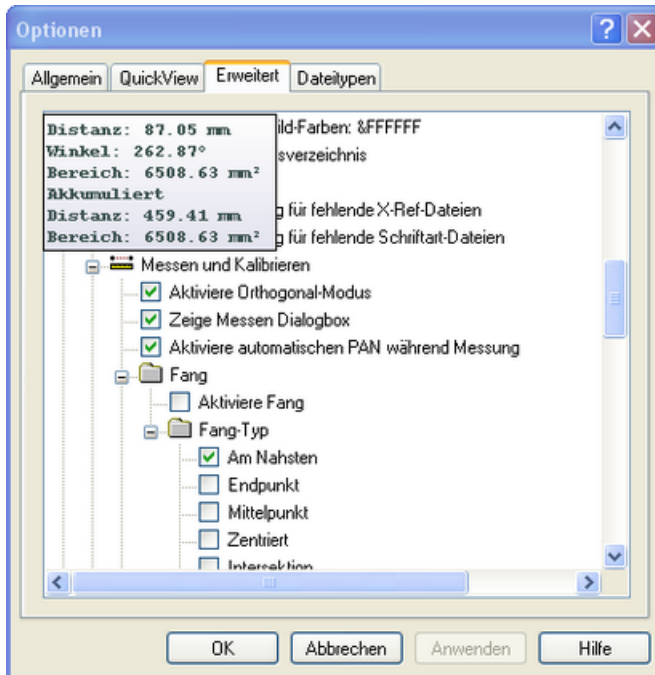 Optionen
Allgemein QuickView Erweitert Dateitypen
Distanz: 87.05 mm
Winkel: 262.87°
Bereich: 6508.63 mm²
Akkumuliert
Distanz: 459.41 mm
Bereich: 6508.63 mm²
ild-Farben: &FFFFFF
sverzeichnis
g für fehlende X-Ref-Dateien
g für fehlende Schriftart-Dateien
Messen und Kalibrieren
Aktiviere Orthogonal-Modus
Zeige Messen Dialogbox
Aktiviere automatischen PAN während Messung
Fang
Aktiviere Fang
Fang-Typ
Am Nahsten
Endpunkt
Mittelpunkt
Zentriert
Intersektion
OK Abbrechen Anwenden Hilfe